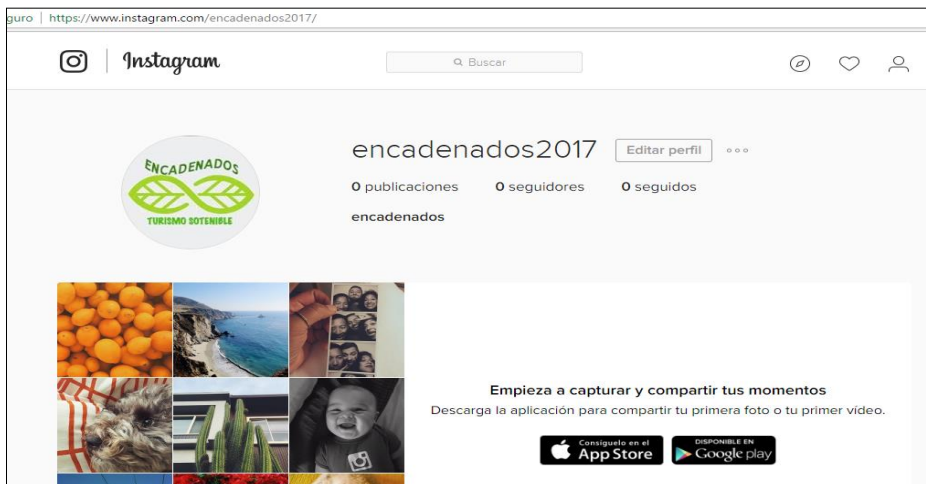 guro | https://www.instagram.com/encadenados2017/
Instagram
Buscar
encadenados2017 Editar perfil
0 publicaciones 0 seguidores 0 seguidos
encadenados
ENCADENADOS
TURISMO SOTENIBLE
Empieza a capturar y compartir tus momentos
Descarga la aplicación para compartir tu primera foto o tu primer vídeo.
Consíguelo en el
App Store
DISPONIBLE EN
Google play